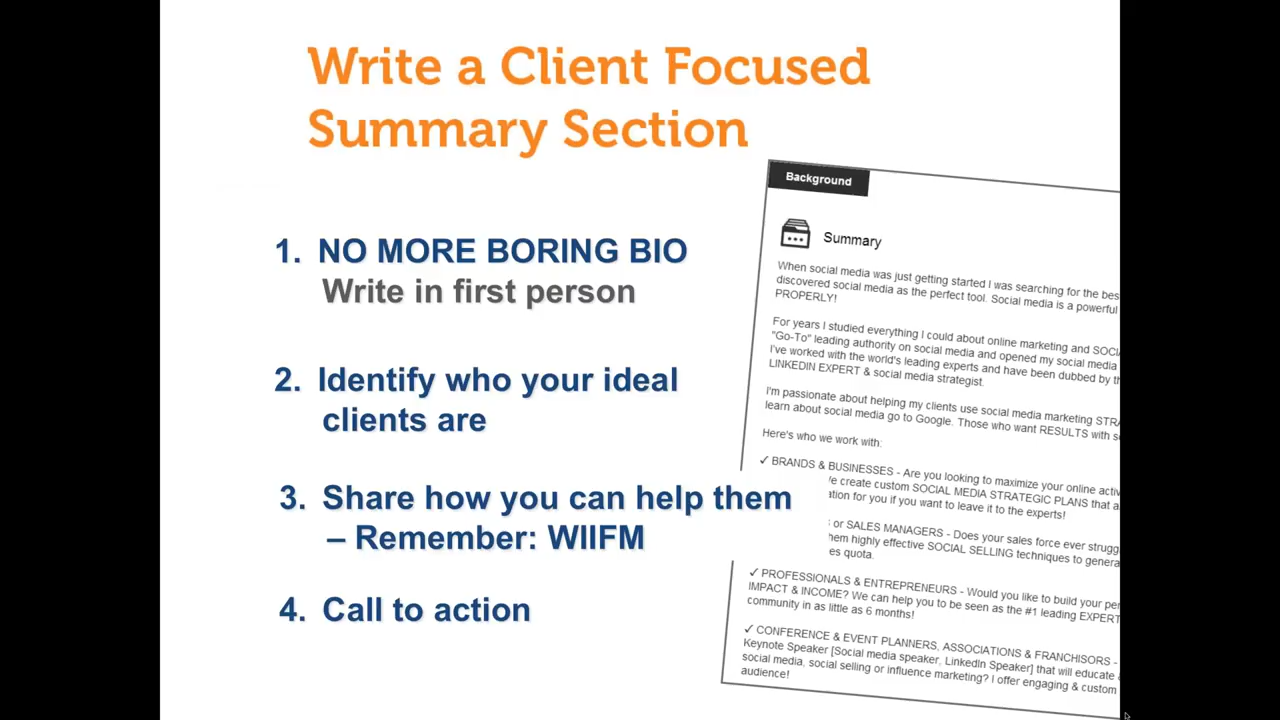 Write a Client Focused
Summary Section
1. NO MORE BORING BIO
Write in first person
2. Identify who your ideal
clients are
3. Share how you can help them
– Remember: WIIFM
4. Call to action
Background
Summary
When social media was just getting started I was searching for the
discovered social media as the perfect tool. Social media is a powerful
PROPERLY!
For years I studied everything I could about online marketing and
"Go-To" leading authority on social media and opened my social media
I've worked with the world's leading experts and have been dubbed by
LINKEDIN EXPERT & social media strategist.
I'm passionate about helping my clients use social media marketing
learn about social media go to Google. Those who want RESULTS with
Here's who we work with:
✓ BRANDS & BUSINESSES - Are you looking to maximize your online
create custom SOCIAL MEDIA STRATEGIC PLANS that
for you if you want to leave it to the experts!
or SALES MANAGERS - Does your sales force ever
highly effective SOCIAL SELLING techniques to
quota.
✓ PROFESSIONALS & ENTREPRENEURS - Would you like to build your
IMPACT & INCOME? We can help you to be seen as the #1 leading EXPERT
community in as little as 6 months!
✓ CONFERENCE & EVENT PLANNERS, ASSOCIATIONS & FRANCHISORS -
Keynote Speaker [Social media speaker, LinkedIn Speaker] that will educate
social media, social selling or influence marketing? I offer engaging & custom
audience!